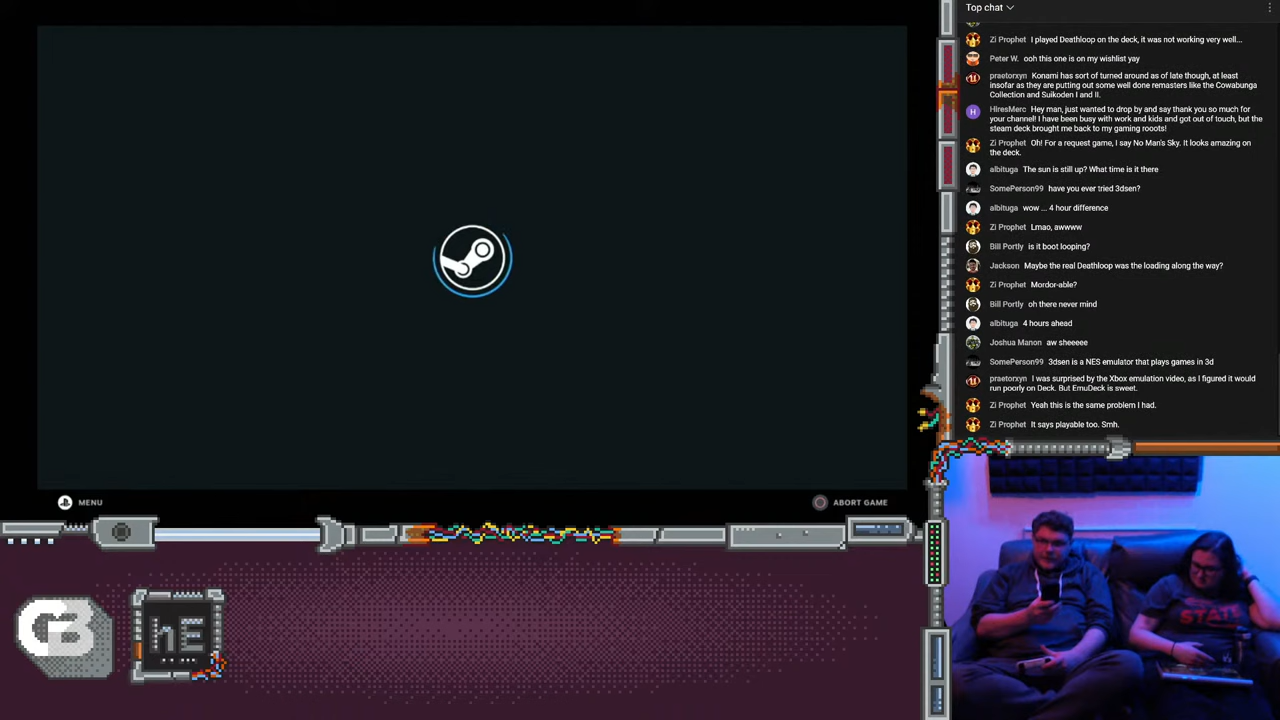 Top chat
Zi Prophet I played Deathloop on the deck, it was not working very well...
Peter W. ooh this one is on my wishlist yay
praetorxyn Konami has sort of turned around as of late though, at least
insofar as they are putting out some well done remasters like the Cowabunga
Collection and Suikoden I and II.
H
HiresMerc Hey man, just wanted to drop by and say thank you so much for
your channel! I have been busy with work and kids and got out of touch, but the
steam deck brought me back to my gaming rooots!
Zi Prophet Oh! For a request game, I say No Man's Sky. It looks amazing on
the deck.
albituga The sun is still up? What time is it there
SomePerson99 have you ever tried 3dsen?
albituga wow ... 4 hour difference
Zi Prophet Lmao, awwww
Bill Portly is it boot looping?
Jackson Maybe the real Deathloop was the loading along the way?
Zi Prophet Mordor-able?
Bill Portly oh there never mind
albituga 4 hours ahead
Joshua Manon aw sheeeee
SomePerson99 3dsen is a NES emulator that plays games in 3d
praetorxyn I was surprised by the Xbox emulation video, as I figured it would
run poorly on Deck. But EmuDeck is sweet.
Zi Prophet Yeah this is the same problem I had.
Zi Prophet It says playable too. Smh.
MENU
ABORT GAME
GB
hE
STATE